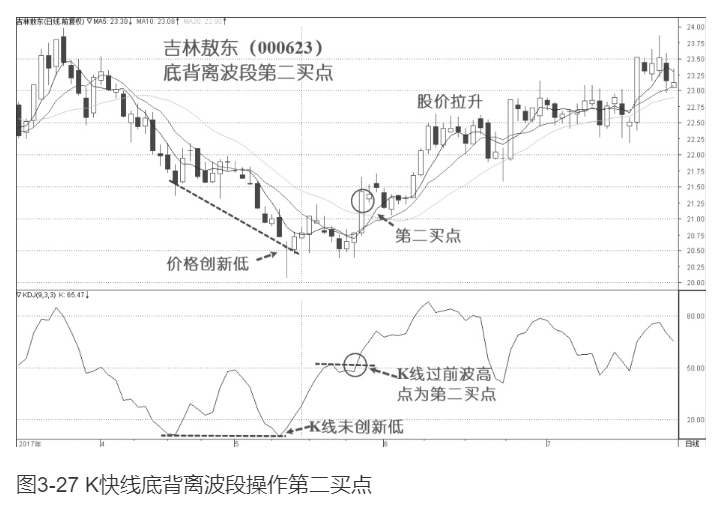 吉林敖东(日线.前复权) ▽ MA5: 23.30↓ MA10: 23.08↑ MA20: 22.90↑
吉林敖东（000623）
底背离波段第二买点
股价拉升
第二买点
价格创新低
24.00
23.75
23.50
23.25
23.00
22.75
22.50
22.25
22.00
21.75
21.50
21.25
21.00
20.75
20.50
20.25
20.00
▽ KDJ(9,3,3) K: 65.47↓
80.00
50.00
20.00
K线过前波高
点为第二买点
K线未创新低
2017年 4 5 6 7 日线
图3-27 K快线底背离波段操作第二买点